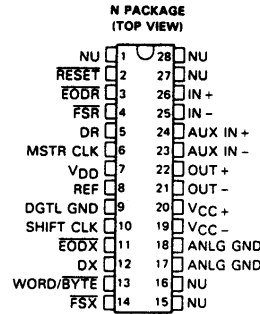 N PACKAGE
(TOP VIEW)
NU 1 28 NU
RESET 2 27 NU
EODR 3 26 IN +
FSR 4 25 IN -
DR 5 24 AUX IN +
MSTR CLK 6 23 AUX IN -
VDD 7 22 OUT +
REF 8 21 OUT -
DGTL GND 9 20 VCC +
SHIFT CLK 10 19 VCC -
EODX 11 18 ANLG GND
DX 12 17 ANLG GND
WORD/BYTE 13 16 NU
FSX 14 15 NU